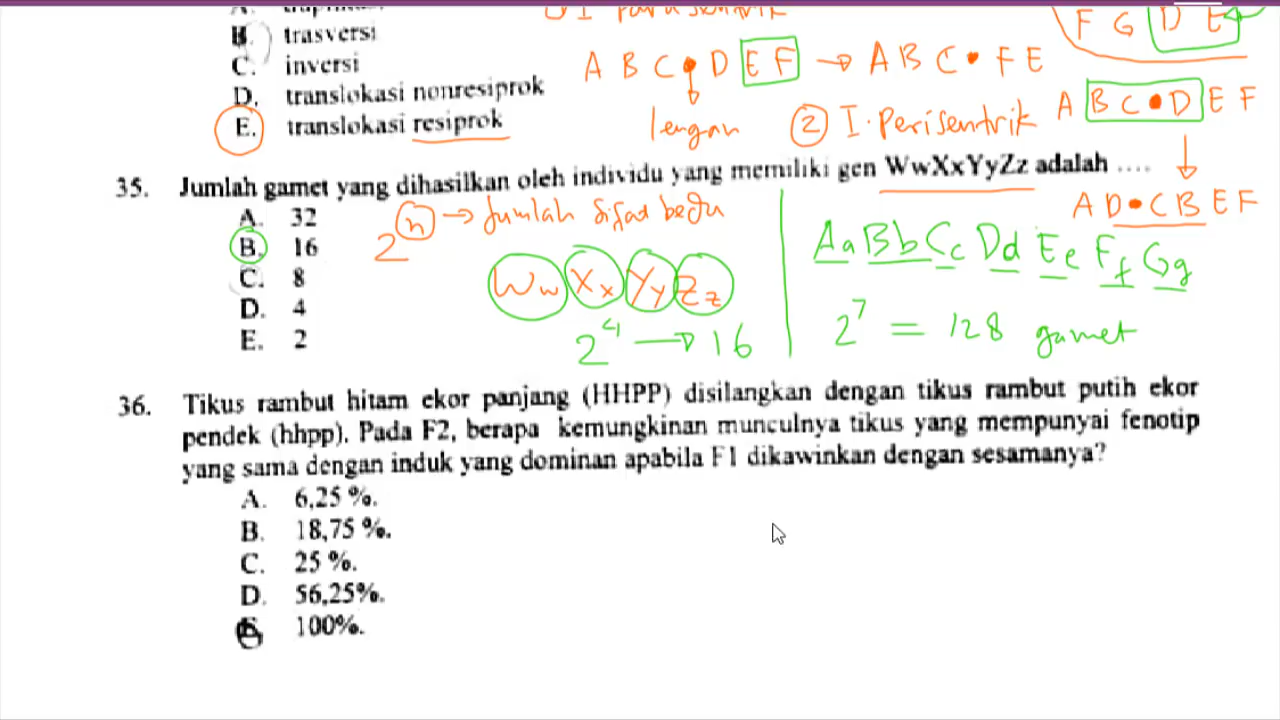 B. trasversi
C. inversi
D. translokasi nonresiprok
E. translokasi resiprok
F G D E
A B C • D E F → A B C • F E
lengan
② I. Perisentrik
A B C • D E F
A D • C B E F
35. Jumlah gamet yang dihasilkan oleh individu yang memiliki gen WwXxYyZz adalah ....
A. 32
B. 16
C. 8
D. 4
E. 2
2ⁿ → Jumlah sifat beda
Ww Xx Yy Zz
2⁴ → 16
Aa Bb Cc Dd Ee Ff Gg
2⁷ = 128 gamet
36. Tikus rambut hitam ekor panjang (HHPP) disilangkan dengan tikus rambut putih ekor
pendek (hhpp). Pada F2, berapa kemungkinan munculnya tikus yang mempunyai fenotip
yang sama dengan induk yang dominan apabila F1 dikawinkan dengan sesamanya?
A. 6,25 %.
B. 18,75 %.
C. 25 %.
D. 56,25%.
100%.